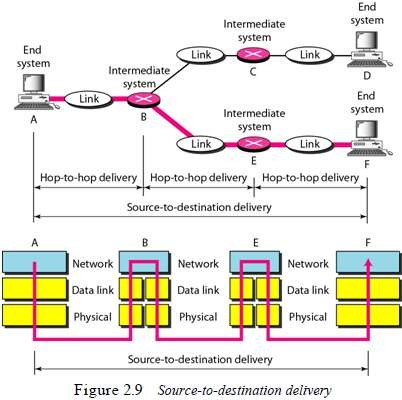 Intermediate
system
End
system
End
system
Intermediate
system
Link
Link
C
D
Link
A
B
Intermediate
system
End
system
Link
Link
E
F
Hop-to-hop delivery
Hop-to-hop delivery
Hop-to-hop delivery
Source-to-destination delivery
A
B
E
F
Network
Network
Network
Data link
Data link
Data link
Physical
Physical
Physical
Source-to-destination delivery
Figure 2.9 Source-to-destination delivery